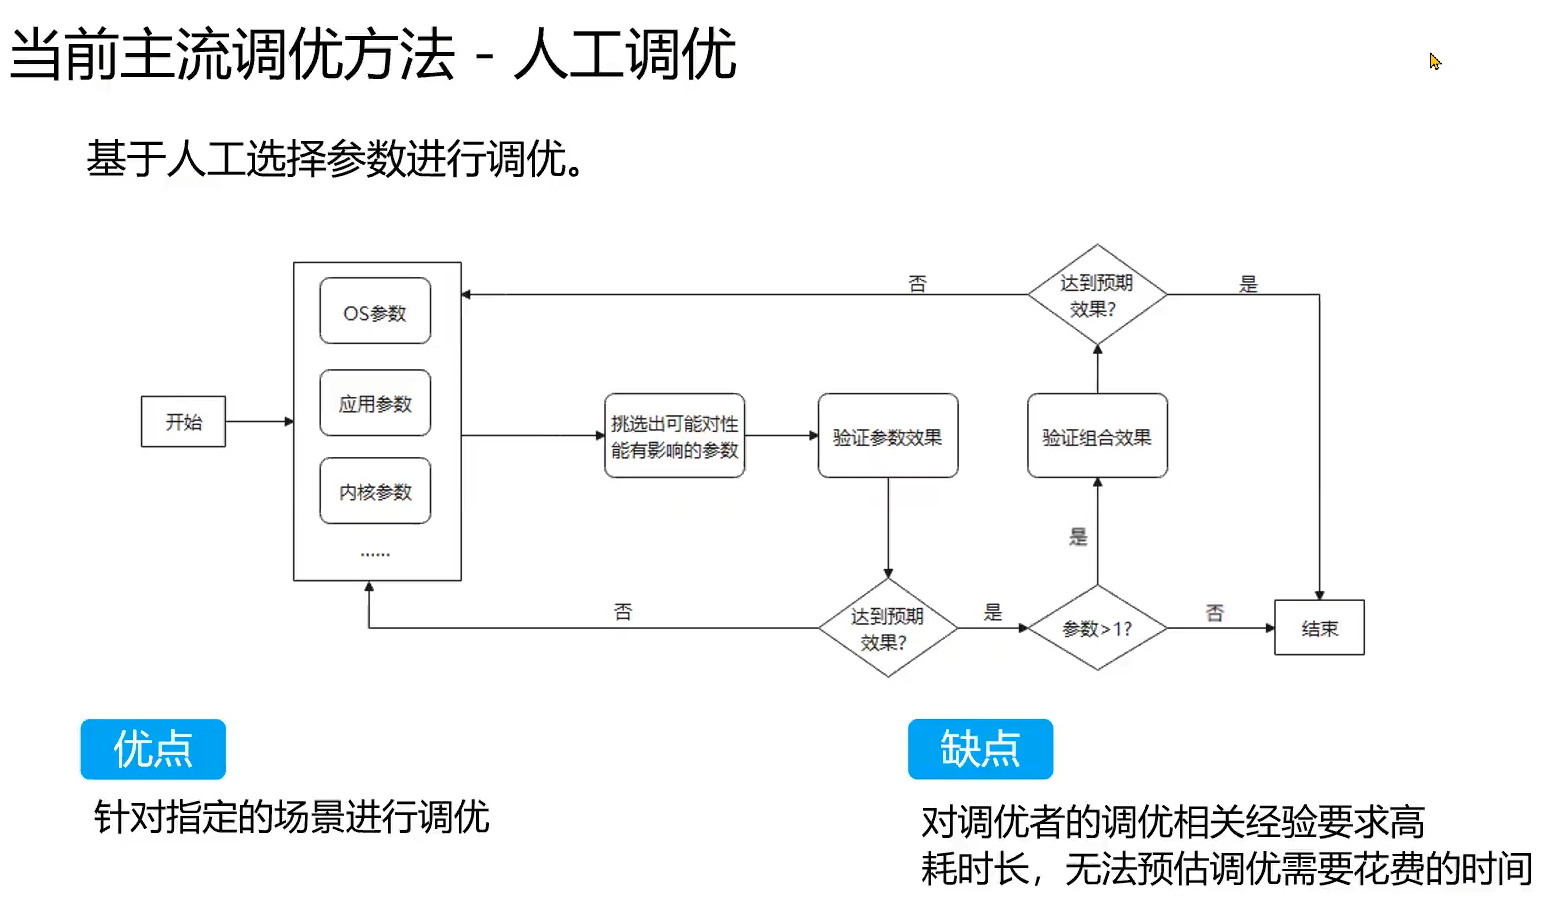 当前主流调优方法 - 人工调优
基于人工选择参数进行调优。
开始
OS参数
应用参数
内核参数
......
挑选出可能对性
能有影响的参数
验证参数效果
达到预期
效果?
否
是
参数>1?
是
否
验证组合效果
达到预期
效果?
否
是
结束
优点
针对指定的场景进行调优
缺点
对调优者的调优相关经验要求高
耗时长，无法预估调优需要花费的时间